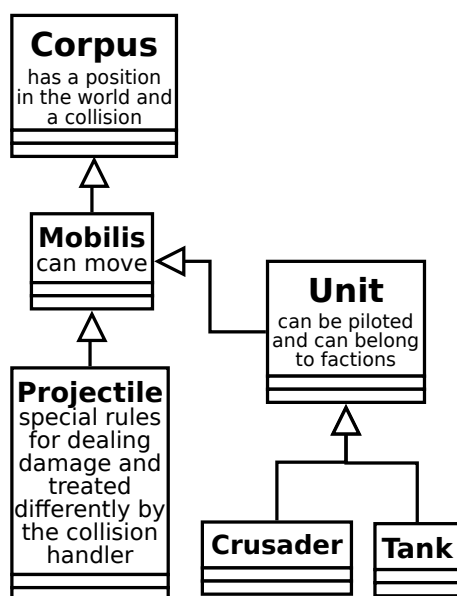 Corpus
has a position
in the world and
a collision
Mobilis
can move
Unit
can be piloted
and can belong
to factions
Projectile
special rules
for dealing
damage and
treated
differently by
the collision
handler
Crusader
Tank